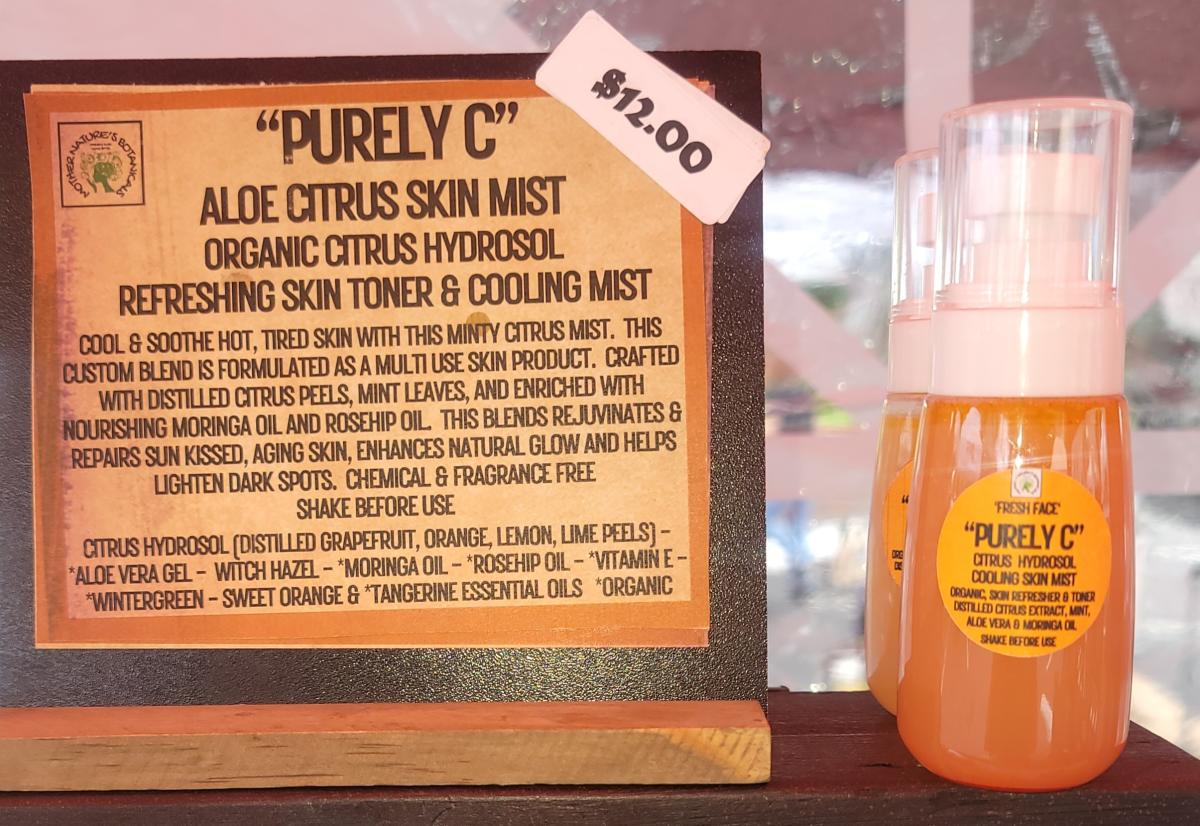 MOTHER NATURE'S BOTANICALS
"PURELY C"
ALOE CITRUS SKIN MIST
ORGANIC CITRUS HYDROSOL
REFRESHING SKIN TONER & COOLING MIST
COOL & SOOTHE HOT, TIRED SKIN WITH THIS MINTY CITRUS MIST. THIS
CUSTOM BLEND IS FORMULATED AS A MULTI USE SKIN PRODUCT. CRAFTED
WITH DISTILLED CITRUS PEELS, MINT LEAVES, AND ENRICHED WITH
NOURISHING MORINGA OIL AND ROSEHIP OIL. THIS BLENDS REJUVINATES &
REPAIRS SUN KISSED, AGING SKIN, ENHANCES NATURAL GLOW AND HELPS
LIGHTEN DARK SPOTS. CHEMICAL & FRAGRANCE FREE
SHAKE BEFORE USE
CITRUS HYDROSOL (DISTILLED GRAPEFRUIT, ORANGE, LEMON, LIME PEELS) –
*ALOE VERA GEL – WITCH HAZEL – *MORINGA OIL – *ROSEHIP OIL – *VITAMIN E –
*WINTERGREEN – SWEET ORANGE & *TANGERINE ESSENTIAL OILS *ORGANIC
$12.00
'FRESH FACE'
"PURELY C"
CITRUS HYDROSOL
COOLING SKIN MIST
ORGANIC, SKIN REFRESHER & TONER
DISTILLED CITRUS EXTRACT, MINT,
ALOE VERA & MORINGA OIL
SHAKE BEFORE USE